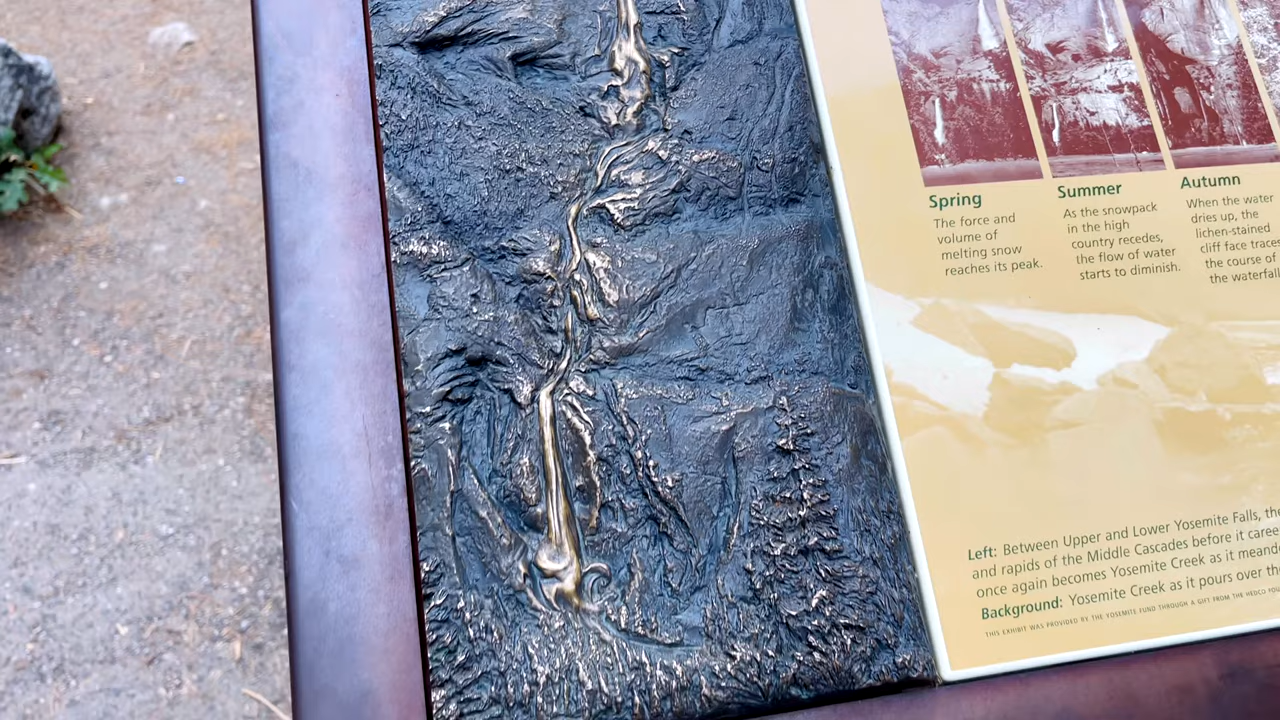 Spring
The force and
volume of
melting snow
reaches its peak.
Summer
As the snowpack
in the high
country recedes,
the flow of water
starts to diminish.
Autumn
When the water
dries up, the
lichen-stained
cliff face traces
the course of
the waterfall
Left: Between Upper and Lower Yosemite Falls, the
and rapids of the Middle Cascades before it
once again becomes Yosemite Creek as it
Background: Yosemite Creek as it pours over the
THIS EXHIBIT WAS PROVIDED BY THE YOSEMITE FUND THROUGH A GIFT FROM THE HEDCO